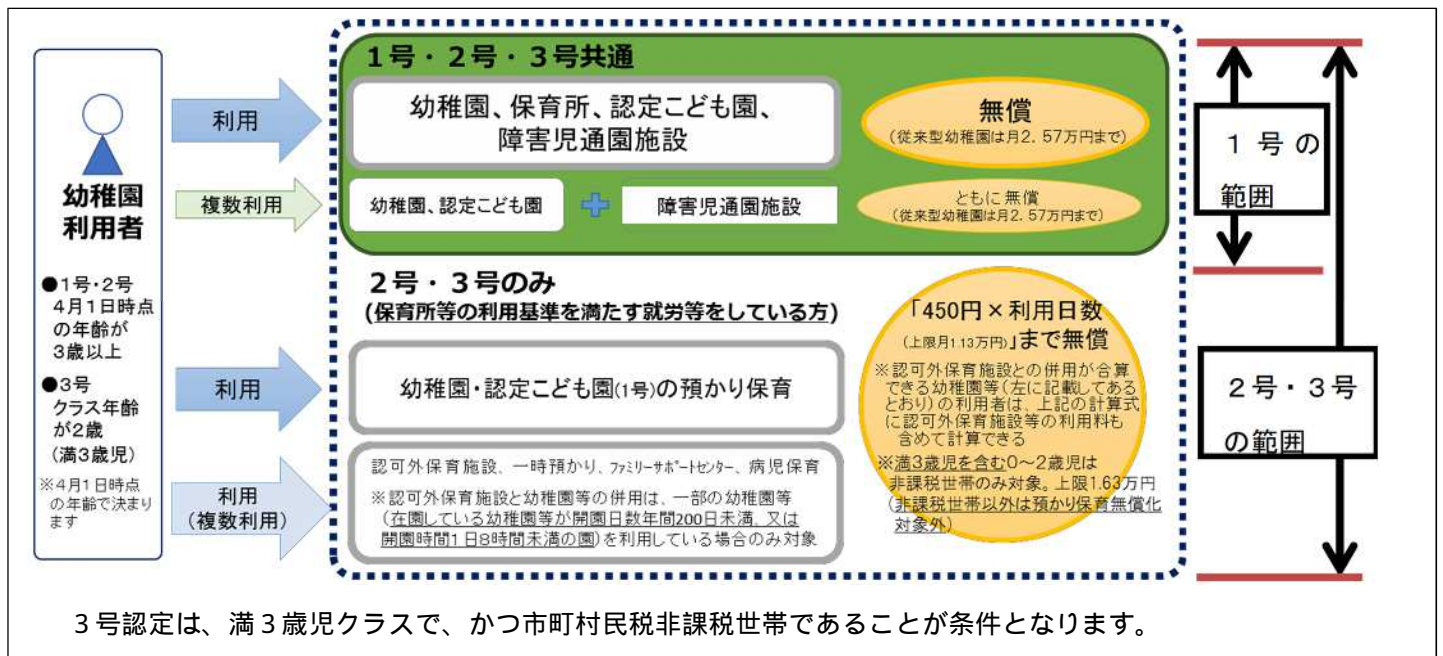 幼稚園
利用者
●1号・2号
4月1日時点
の年齢が
3歳以上
●3号
クラス年齢
が2歳
(満3歳児)
※4月1日時点
の年齢で決まり
ます
利用
複数利用
利用
利用
(複数利用)
1号・2号・3号共通
幼稚園、保育所、認定こども園、
障害児通園施設
無償
(従来型幼稚園は月2.57万円まで)
幼稚園、認定こども園
+
障害児通園施設
ともに無償
(従来型幼稚園は月2.57万円まで)
2号・3号のみ
(保育所等の利用基準を満たす就労等をしている方)
幼稚園・認定こども園(1号)の預かり保育
認可外保育施設、一時預かり、ファミリーサポートセンター、病児保育
※認可外保育施設と幼稚園等の併用は、一部の幼稚園等
(在園している幼稚園等が開園日数年間200日未満、又は
開園時間1日8時間未満の園)を利用している場合のみ対象
「450円×利用日数
(上限月1.13万円)」まで無償
※認可外保育施設との併用が合算
できる幼稚園等(左に記載してある
とおり)の利用者は、上記の計算式
に認可外保育施設等の利用料も
含めて計算できる
※満3歳児を含む0～2歳児は
非課税世帯のみ対象。上限1.63万円
(非課税世帯以外は預かり保育無償化
対象外)
1号の
範囲
2号・3号
の範囲
3号認定は、満3歳児クラスで、かつ市町村民税非課税世帯であることが条件となります。